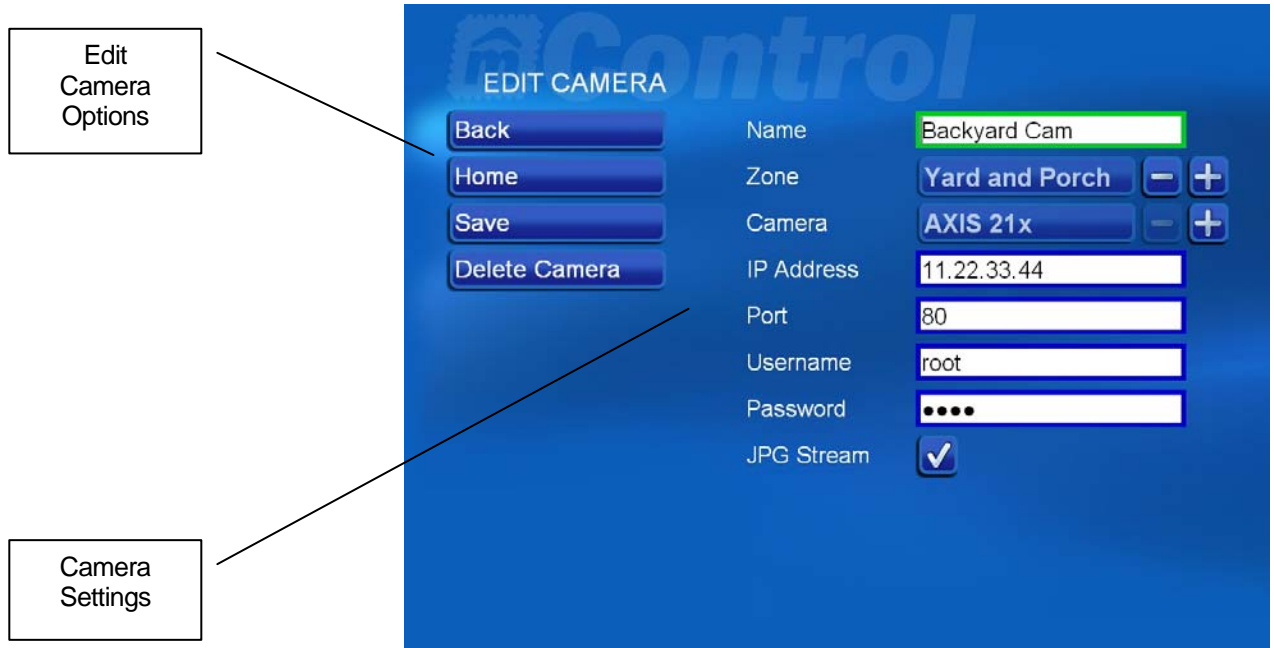 Edit
Camera
Options
mControl
EDIT CAMERA
Back
Home
Save
Delete Camera
Name Backyard Cam
Zone Yard and Porch - +
Camera AXIS 21x - +
IP Address 11.22.33.44
Port 80
Username root
Password ••••
JPG Stream
Camera
Settings